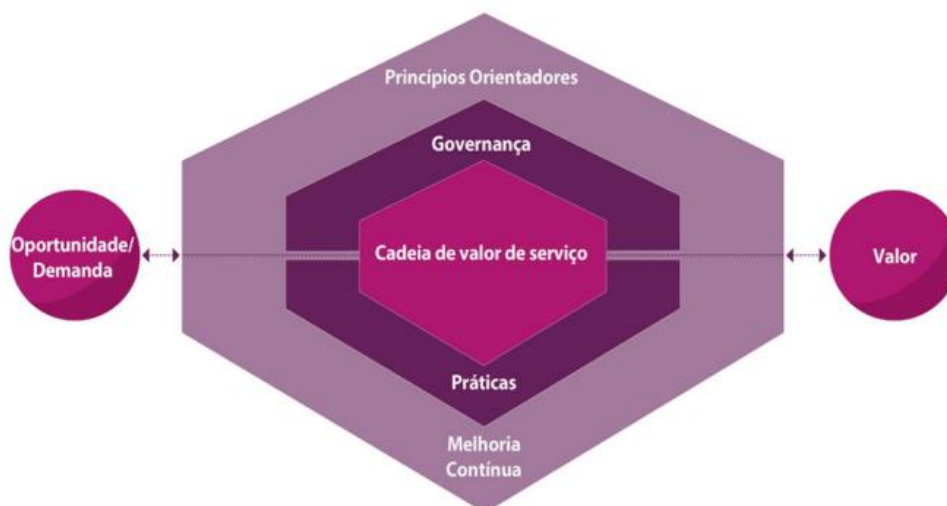 Princípios Orientadores
Governança
Oportunidade/
Demanda
Cadeia de valor de serviço
Valor
Práticas
Melhoria
Contínua